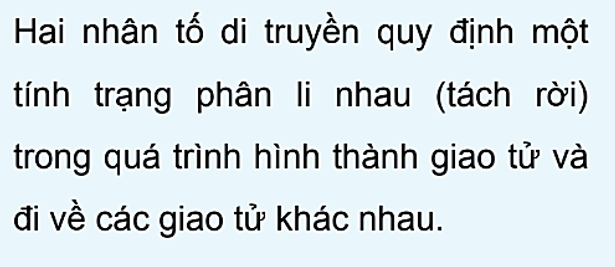 Hai nhân tố di truyền quy định một
tính trạng phân li nhau (tách rời)
trong quá trình hình thành giao tử và
đi về các giao tử khác nhau.